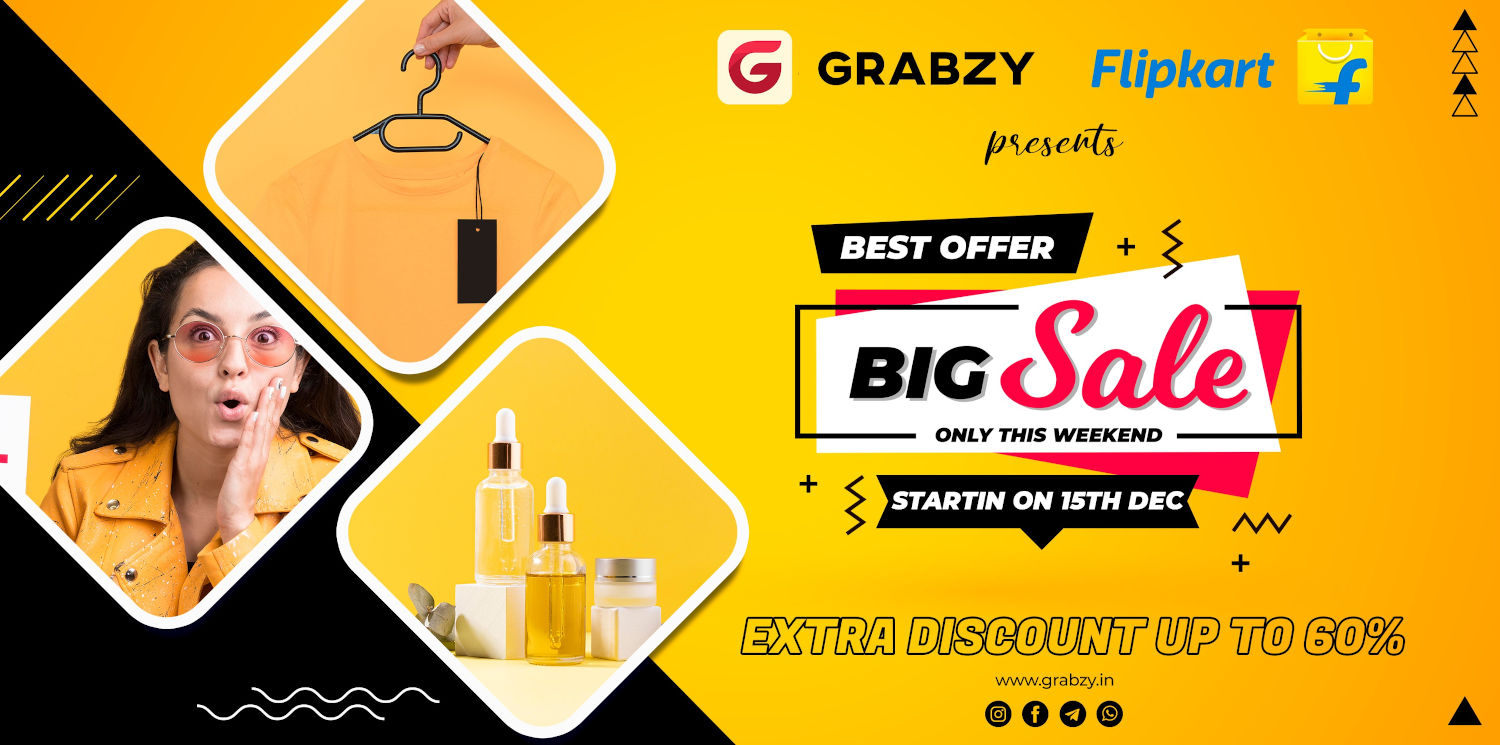 G GRABZY Flipkart f
presents
BEST OFFER
BIG Sale
ONLY THIS WEEKEND
STARTIN ON 15TH DEC
EXTRA DISCOUNT UP TO 60%
www.grabzy.in